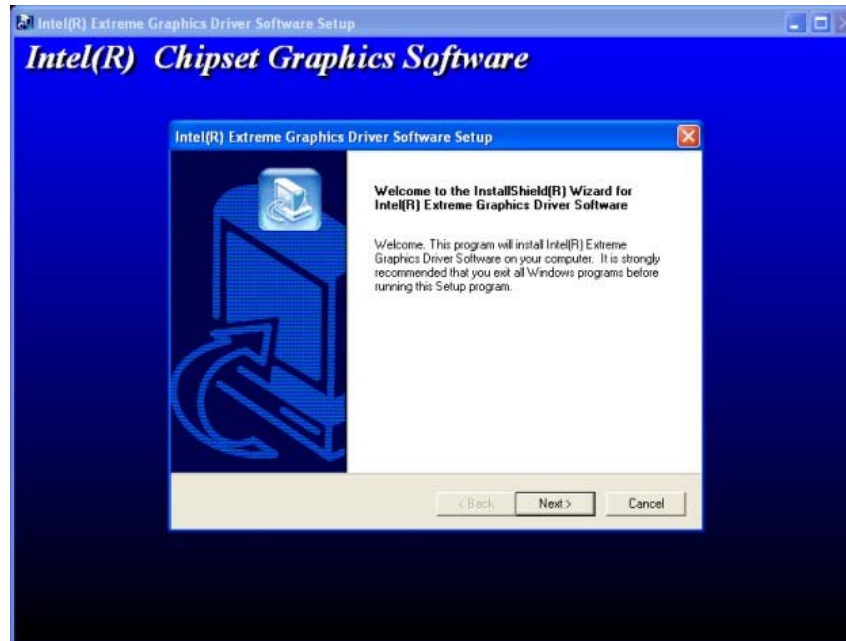 Intel(R) Extreme Graphics Driver Software Setup
Intel(R) Chipset Graphics Software
Intel(R) Extreme Graphics Driver Software Setup
Welcome to the InstallShield(R) Wizard for
Intel(R) Extreme Graphics Driver Software
Welcome. This program will install Intel(R) Extreme
Graphics Driver Software on your computer. It is strongly
recommended that you exit all Windows programs before
running this Setup program.
< Back Next > Cancel